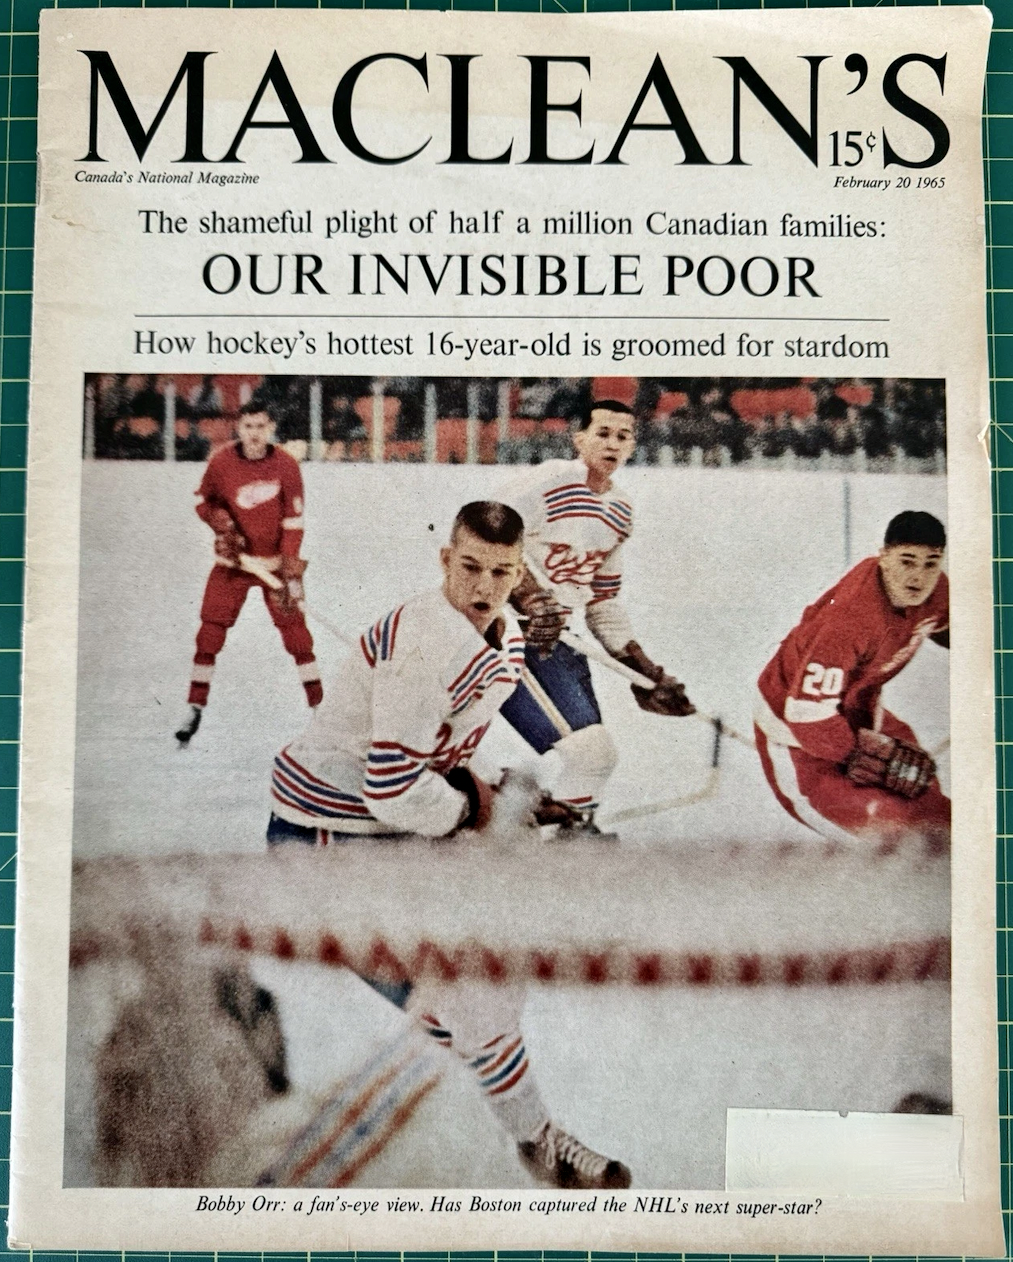 MACLEAN'S
15¢
Canada's National Magazine
February 20 1965
The shameful plight of half a million Canadian families:
OUR INVISIBLE POOR
How hockey's hottest 16-year-old is groomed for stardom
20
Bobby Orr: a fan's-eye view. Has Boston captured the NHL's next super-star?